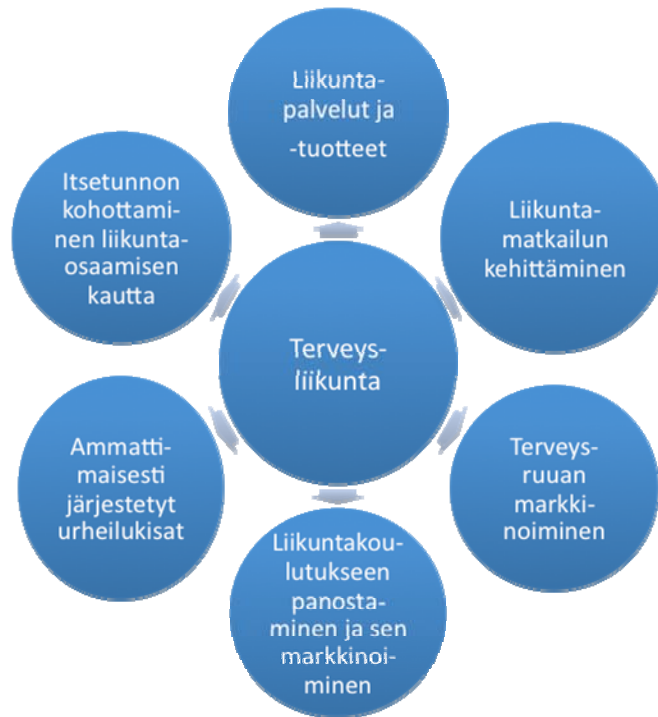 Liikunta-
palvelut ja
-tuotteet
Itsetunnon
kohottami-
nen liikunta-
osaamisen
kautta
Liikunta-
matkailun
kehittäminen
Terveys-
liikunta
Ammatti-
maisesti
järjestetyt
urheilukisat
Terveys-
ruuan
markki-
noiminen
Liikuntakou-
lutukseen
panosta-
minen ja sen
markkinoi-
minen